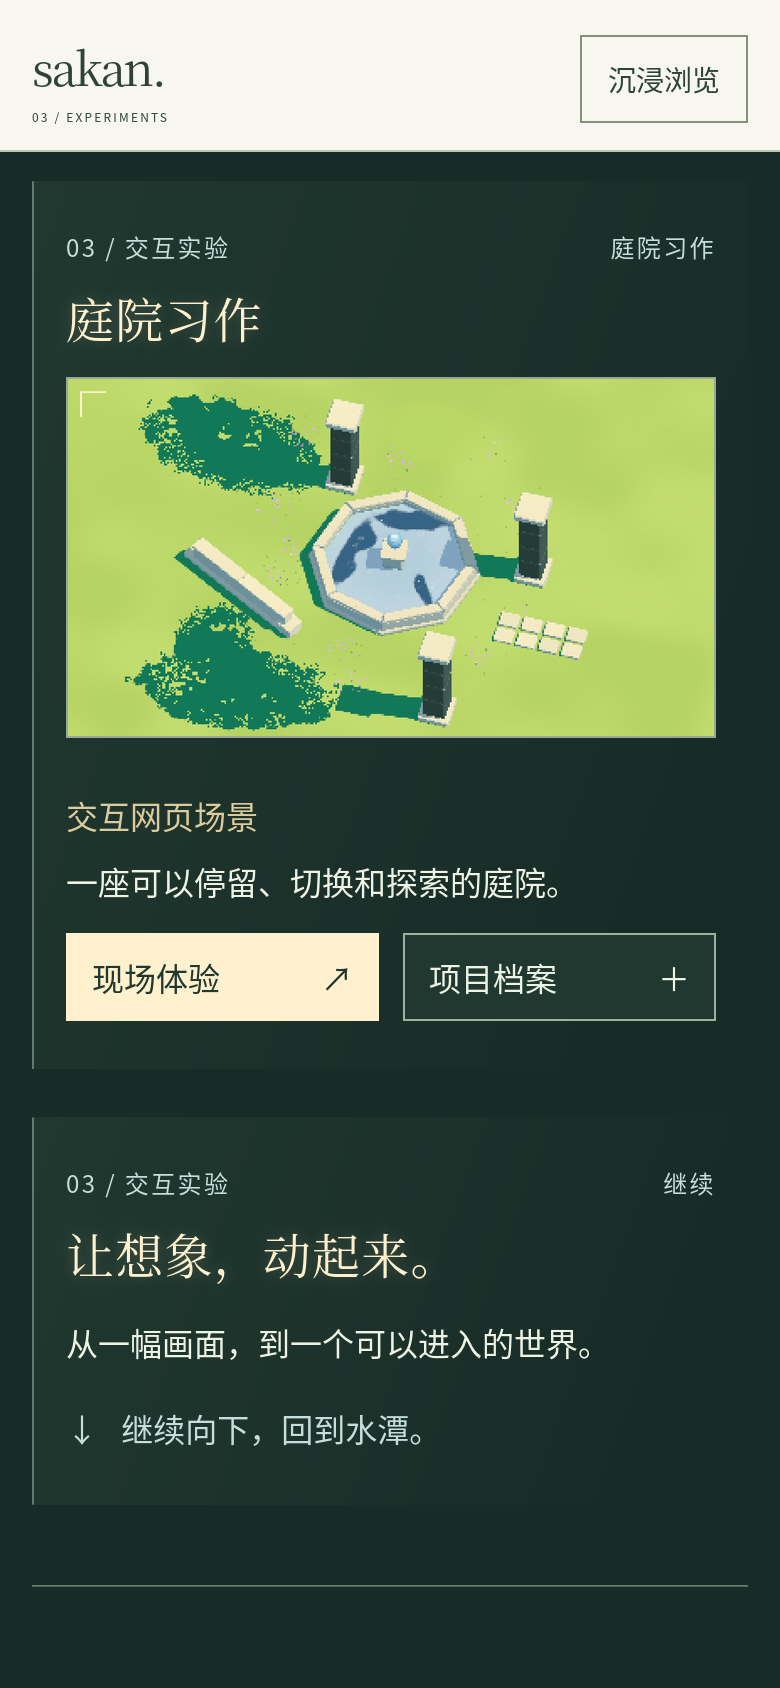 sakan.
03 / EXPERIMENTS
沉浸浏览
03 / 交互实验
庭院习作
庭院习作
交互网页场景
一座可以停留、切换和探索的庭院。
现场体验 ↗
项目档案 ＋
03 / 交互实验
继续
让想象，动起来。
从一幅画面，到一个可以进入的世界。
↓ 继续向下，回到水潭。